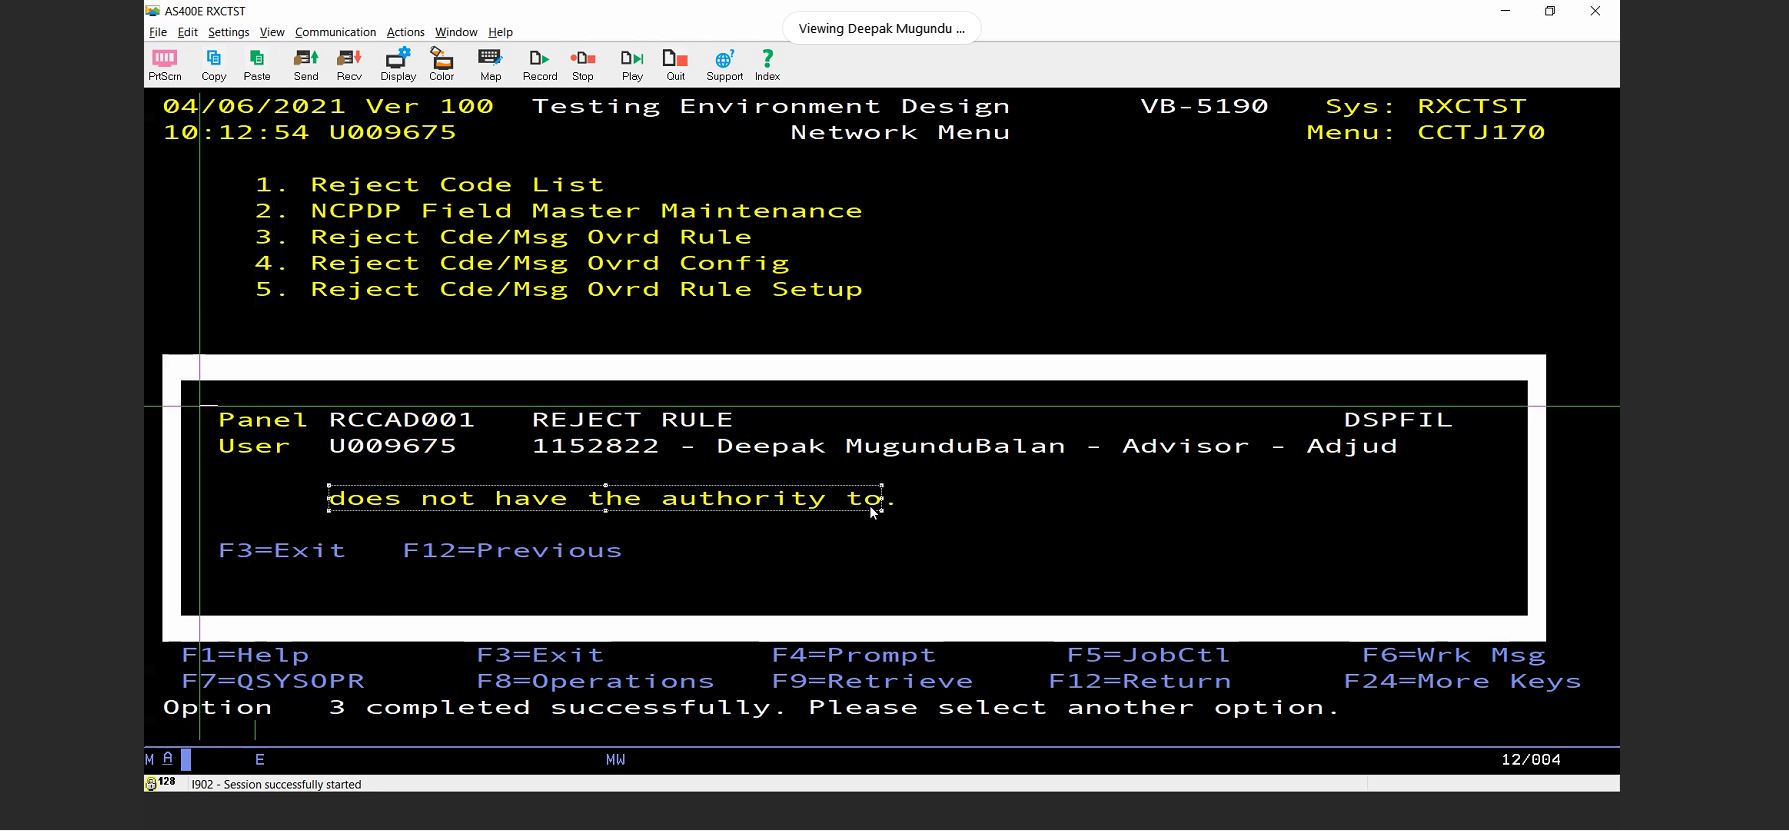 AS400E RXCTST
Viewing Deepak Mugundu ...
File Edit Settings View Communication Actions Window Help
PrtScrn Copy Paste Send Recv Display Color Map Record Stop Play Quit Support Index
04/06/2021 Ver 100 Testing Environment Design VB-5190 Sys: RXCTST
10:12:54 U009675 Network Menu Menu: CCTJ170
1. Reject Code List
2. NCPDP Field Master Maintenance
3. Reject Cde/Msg Ovrd Rule
4. Reject Cde/Msg Ovrd Config
5. Reject Cde/Msg Ovrd Rule Setup
Panel RCCAD001 REJECT RULE DSPFIL
User U009675 1152822 - Deepak MugunduBalan - Advisor - Adjud
does not have the authority to.
F3=Exit F12=Previous
F1=Help F3=Exit F4=Prompt F5=JobCtl F6=Wrk Msg
F7=QSYSOPR F8=Operations F9=Retrieve F12=Return F24=More Keys
Option 3 completed successfully. Please select another option.
M A E MW 12/004
128 I902 - Session successfully started